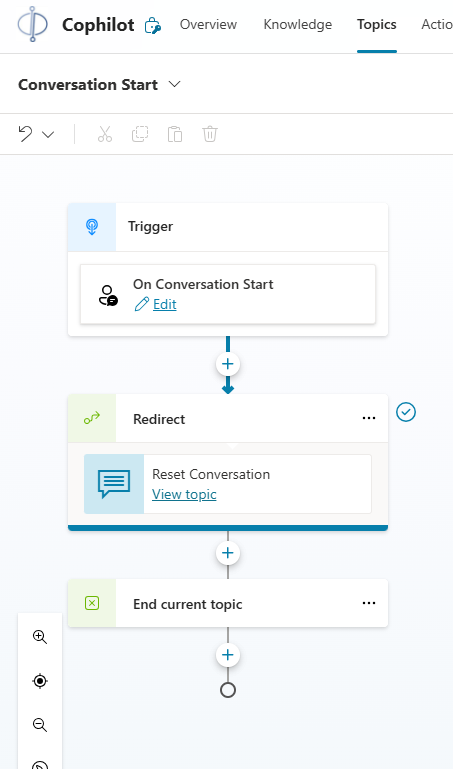 Cophilot Overview Knowledge Topics Actio
Conversation Start
Trigger
On Conversation Start
Edit
Redirect
Reset Conversation
View topic
End current topic